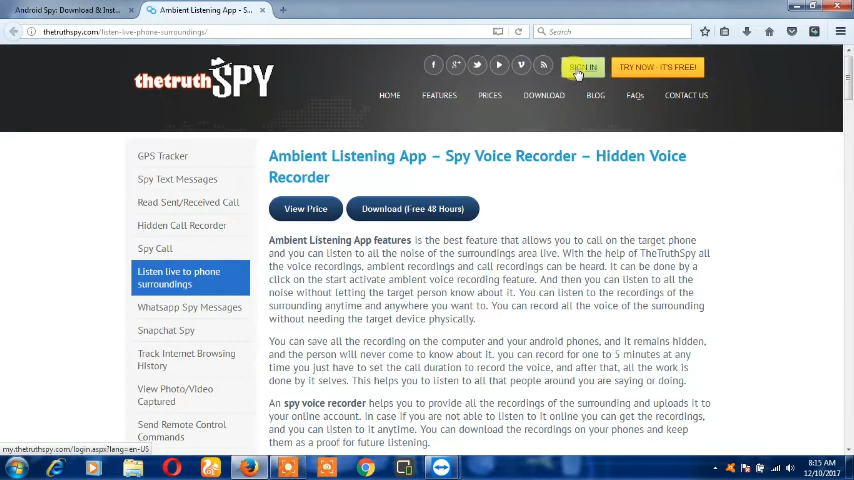 Android Spy: Download & Inst...
Ambient Listening App - S...
thetruthspy.com/listen-live-phone-surroundings/
Search
thetruthSPY
SIGN IN
TRY NOW - IT'S FREE!
HOME FEATURES PRICES DOWNLOAD BLOG FAQs CONTACT US
GPS Tracker
Spy Text Messages
Read Sent/Received Call
Hidden Call Recorder
Spy Call
Listen live to phone
surroundings
Whatsapp Spy Messages
Snapchat Spy
Track Internet Browsing
History
View Photo/Video
Captured
Send Remote Control
Commands
Ambient Listening App – Spy Voice Recorder – Hidden Voice
Recorder
View Price
Download (Free 48 Hours)
Ambient Listening App features is the best feature that allows you to call on the target phone
and you can listen to all the noise of the surroundings area live. With the help of TheTruthSpy all
the voice recordings, ambient recordings and call recordings can be heard. It can be done by a
click on the start activate ambient voice recording feature. And then you can listen to all the
noise without letting the target person know about it. You can listen to the recordings of the
surrounding anytime and anywhere you want to. You can record all the voice of the surrounding
without needing the target device physically.
You can save all the recording on the computer and your android phones, and it remains hidden,
and the person will never come to know about it. you can record for one to 5 minutes at any
time you just have to set the call duration to record the voice, and after that, all the work is
done by it selves. This helps you to listen to all that people around you are saying or doing.
An spy voice recorder helps you to provide all the recordings of the surrounding and uploads it to
your online account. In case if you are not able to listen to it online you can get the recordings,
and you can listen to it anytime. You can download the recordings on your phones and keep
them as a proof for future listening.
my.thetruthspy.com/login.aspx?lang=en-US
8:15 AM
12/10/2017